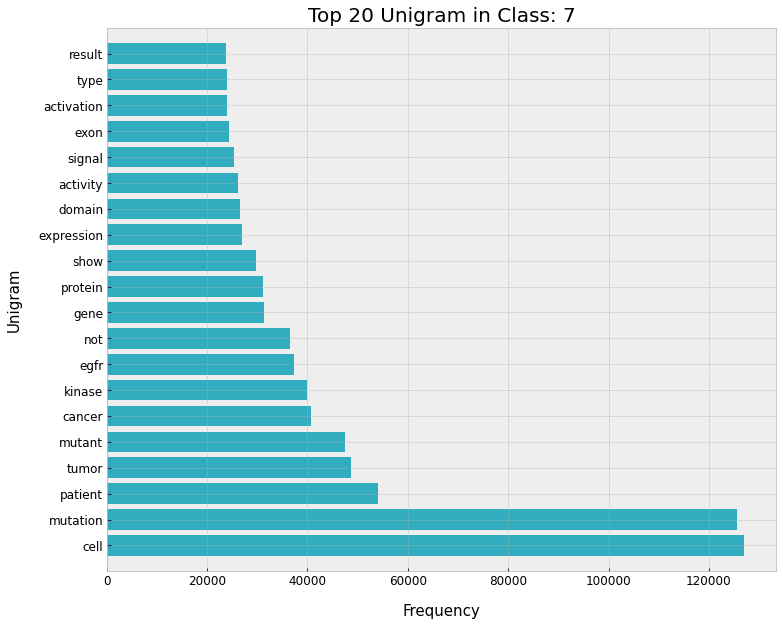 Top 20 Unigram in Class: 7
result
type
activation
exon
signal
activity
domain
expression
show
protein
gene
not
egfr
kinase
cancer
mutant
tumor
patient
mutation
cell
Unigram
0 20000 40000 60000 80000 100000 120000
Frequency